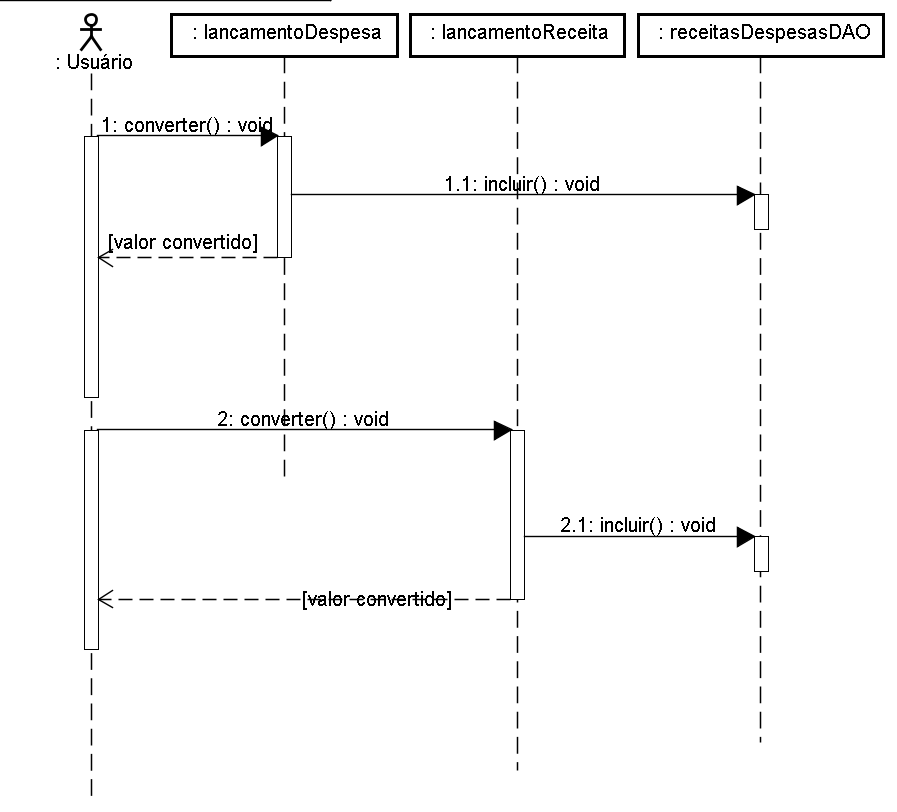 : Usuário
: lancamentoDespesa
: lancamentoReceita
: receitasDespesasDAO
1: converter() : void
1.1: incluir() : void
[valor convertido]
2: converter() : void
2.1: incluir() : void
[valor convertido]